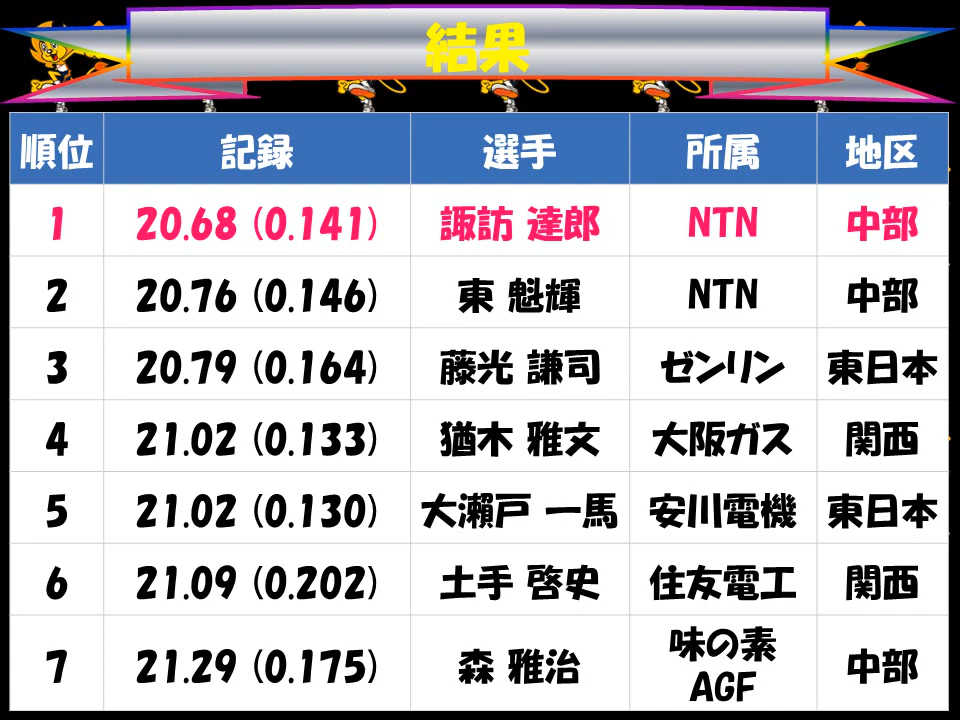 結果
順位 記録 選手 所属 地区
1 20.68 (0.141) 諏訪 達郎 NTN 中部
2 20.76 (0.146) 東 魁輝 NTN 中部
3 20.79 (0.164) 藤光 謙司 ゼンリン 東日本
4 21.02 (0.133) 猶木 雅文 大阪ガス 関西
5 21.02 (0.130) 大瀬戸 一馬 安川電機 東日本
6 21.09 (0.202) 土手 啓史 住友電工 関西
7 21.29 (0.175) 森 雅治 味の素 AGF 中部